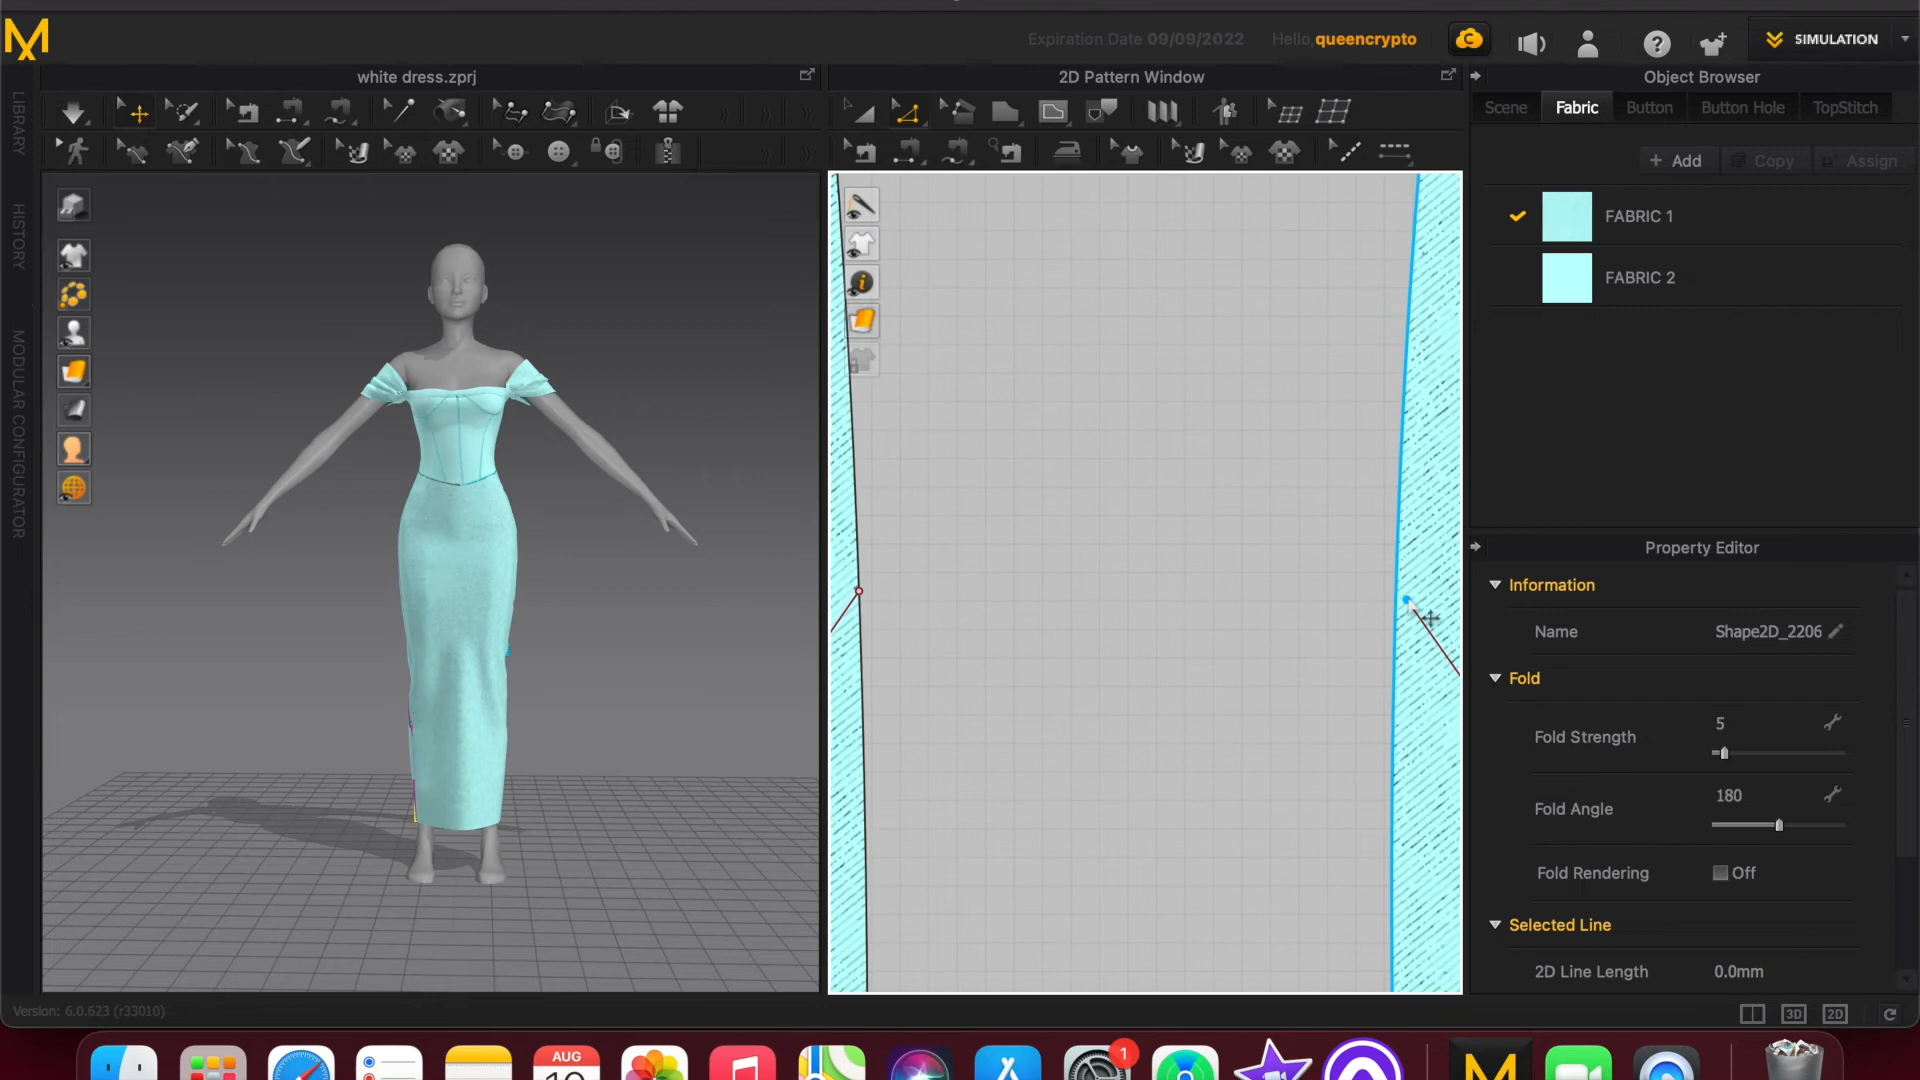 Expiration Date 09/09/2022
Hello, queencrypto
SIMULATION
white dress.zprj
2D Pattern Window
Object Browser
Scene
Fabric
Button
Button Hole
TopStitch
+ Add
Copy
Assign
FABRIC 1
FABRIC 2
LIBRARY
HISTORY
MODULAR CONFIGURATOR
Property Editor
Information
Name
Shape2D_2206
Fold
Fold Strength
5
Fold Angle
180
Fold Rendering
Off
Selected Line
2D Line Length
0.0mm
Version: 6.0.623 (r33010)
3D
2D
AUG
1